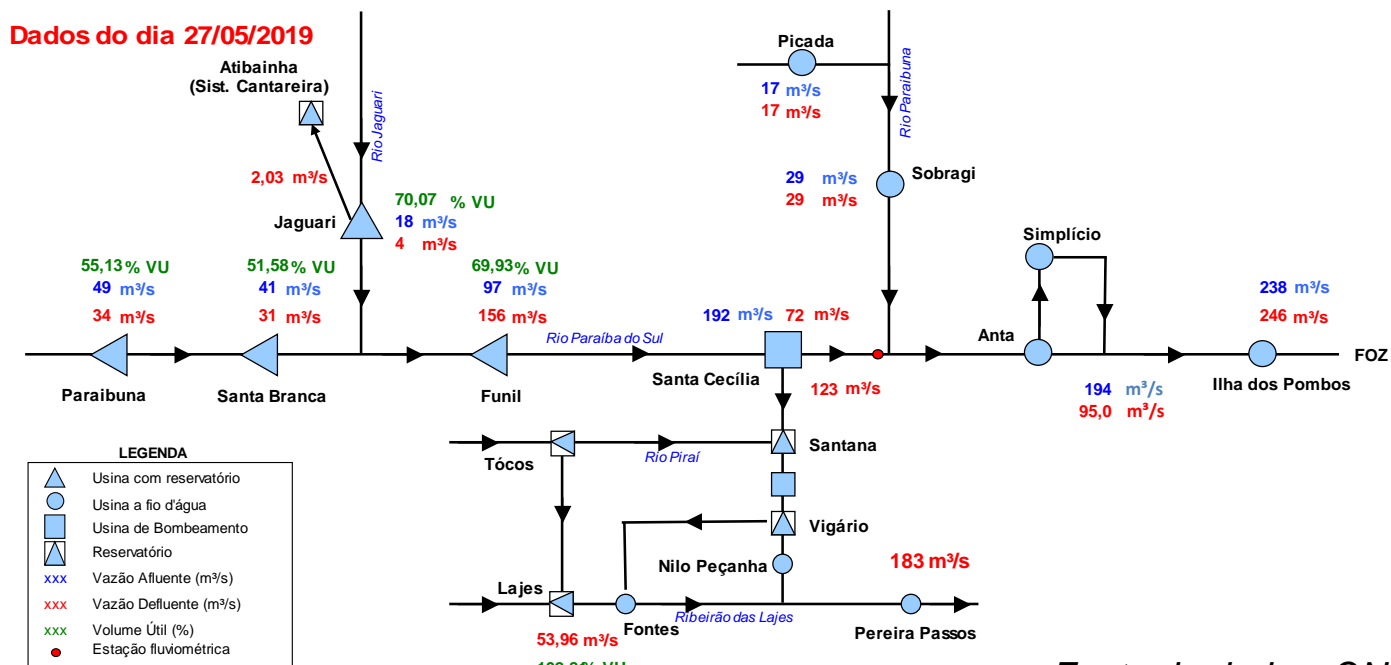 Dados do dia 27/05/2019
Atibainha
(Sist. Cantareira)
Rio Jaguari
2,03 m³/s
Jaguari
70,07 % VU
18 m³/s
4 m³/s
Picada
17 m³/s
17 m³/s
Rio Paraibuna
29 m³/s
29 m³/s
Sobragi
Simplício
55,13% VU
49 m³/s
34 m³/s
Paraibuna
51,58% VU
41 m³/s
31 m³/s
Santa Branca
69,93% VU
97 m³/s
156 m³/s
Funil
Rio Paraíba do Sul
192 m³/s 72 m³/s
Santa Cecília
123 m³/s
Anta
194 m³/s
95,0 m³/s
238 m³/s
246 m³/s
Ilha dos Pombos
FOZ
Tócos
Rio Piraí
Santana
Vigário
Nilo Peçanha
183 m³/s
Lajes
53,96 m³/s
Fontes
Ribeirão das Lajes
Pereira Passos
LEGENDA
Usina com reservatório
Usina a fio d'água
Usina de Bombeamento
Reservatório
xxx Vazão Afluente (m³/s)
xxx Vazão Defluente (m³/s)
xxx Volume Útil (%)
Estação fluviométrica